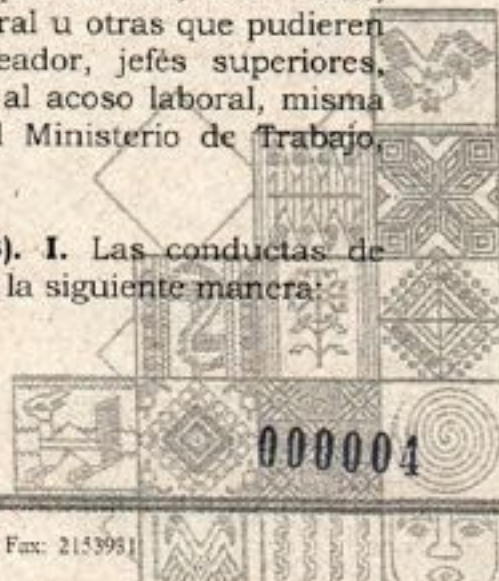 ral u otras que pudieren
eador, jefes superiores,
al acoso laboral, misma
l Ministerio de Trabajo,
). I. Las conductas de
la siguiente manera:
000004
Fax: 2153931